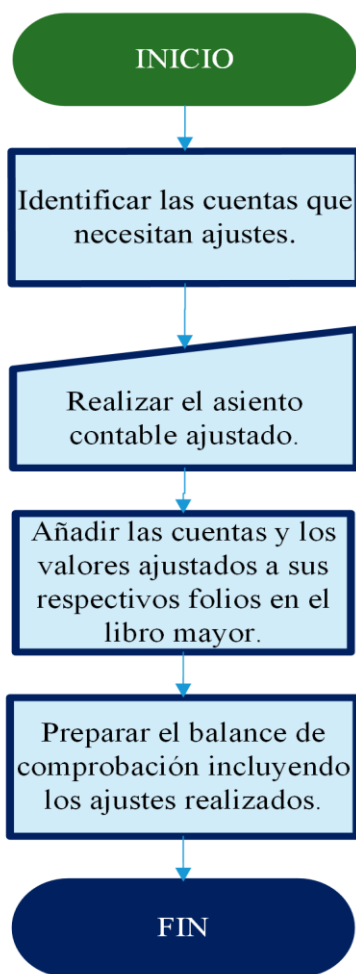 INICIO
Identificar las cuentas que
necesitan ajustes.
Realizar el asiento
contable ajustado.
Añadir las cuentas y los
valores ajustados a sus
respectivos folios en el
libro mayor.
Preparar el balance de
comprobación incluyendo
los ajustes realizados.
FIN